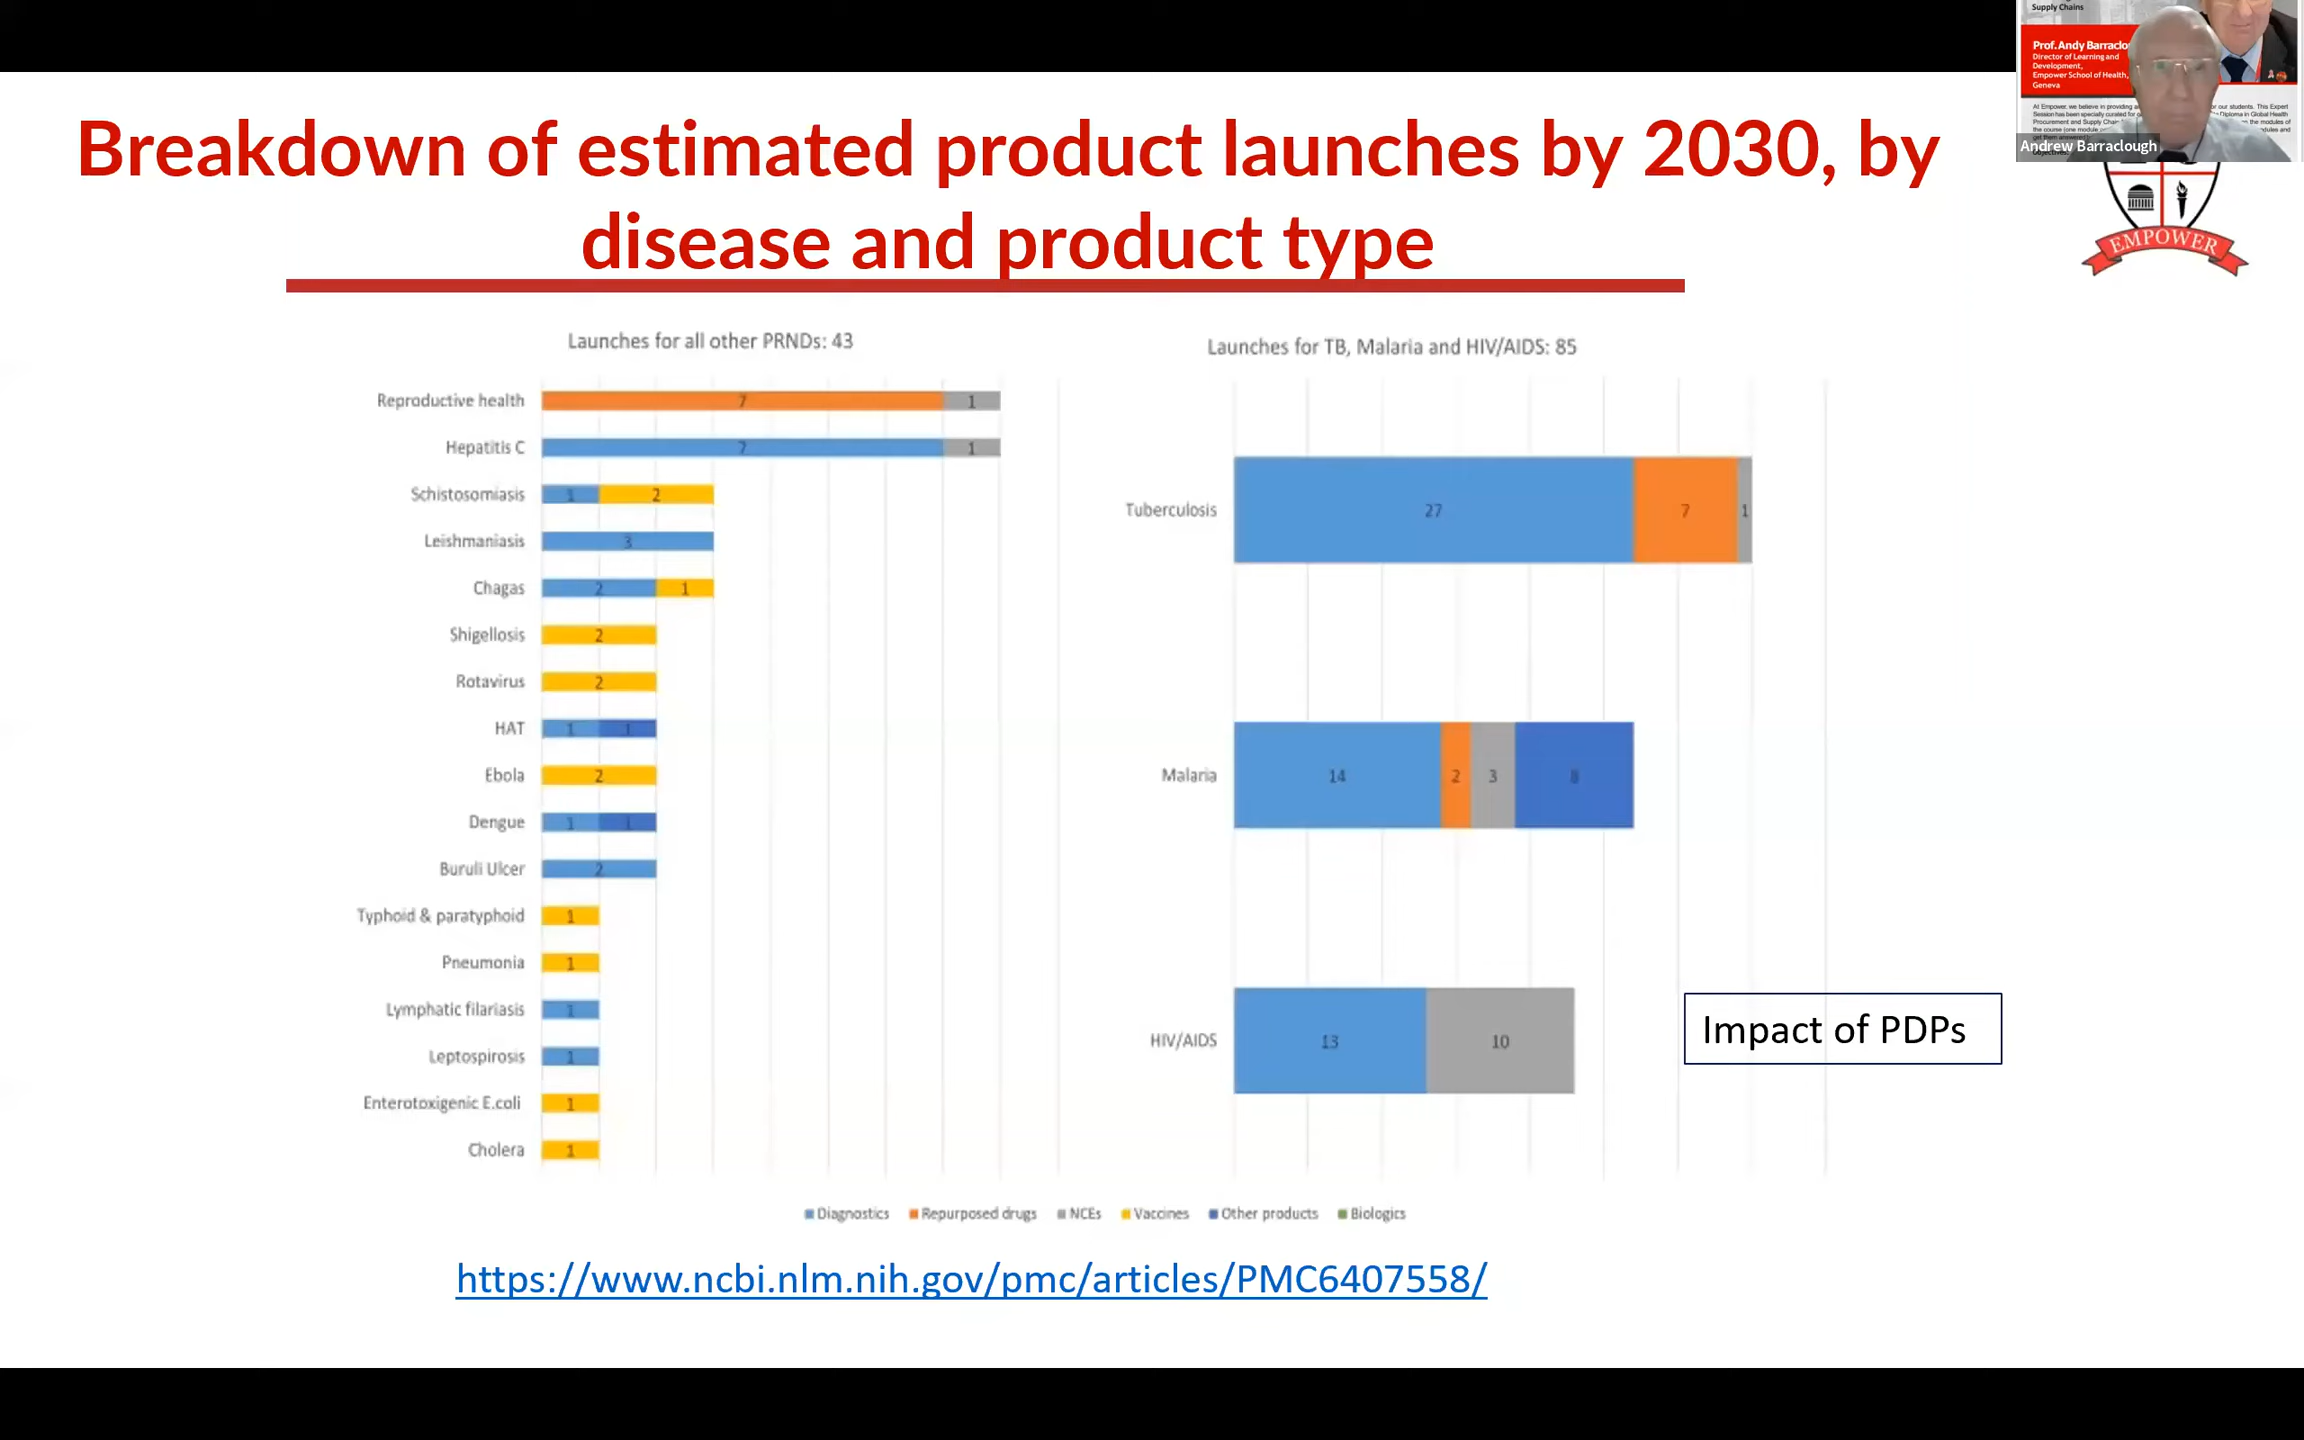 Supply Chains
Prof. Andy Barraclo
Director of Learning and
Development,
Empower School of Health,
Geneva
Andrew Barraclough
EMPOWER
Breakdown of estimated product launches by 2030, by
disease and product type
Launches for all other PRNDs: 43
Reproductive health 7 1
Hepatitis C 7 1
Schistosomiasis 1 2
Leishmaniasis 3
Chagas 2 1
Shigellosis 2
Rotavirus 2
HAT 1 1
Ebola 2
Dengue 1 1
Buruli Ulcer 2
Typhoid & paratyphoid 1
Pneumonia 1
Lymphatic filariasis 1
Leptospirosis 1
Enterotoxigenic E.coli 1
Cholera 1
Launches for TB, Malaria and HIV/AIDS: 85
Tuberculosis 27 7 1
Malaria 14 2 3 8
HIV/AIDS 13 10
Impact of PDPs
Diagnostics Repurposed drugs NCEs Vaccines Other products Biologics
https://www.ncbi.nlm.nih.gov/pmc/articles/PMC6407558/